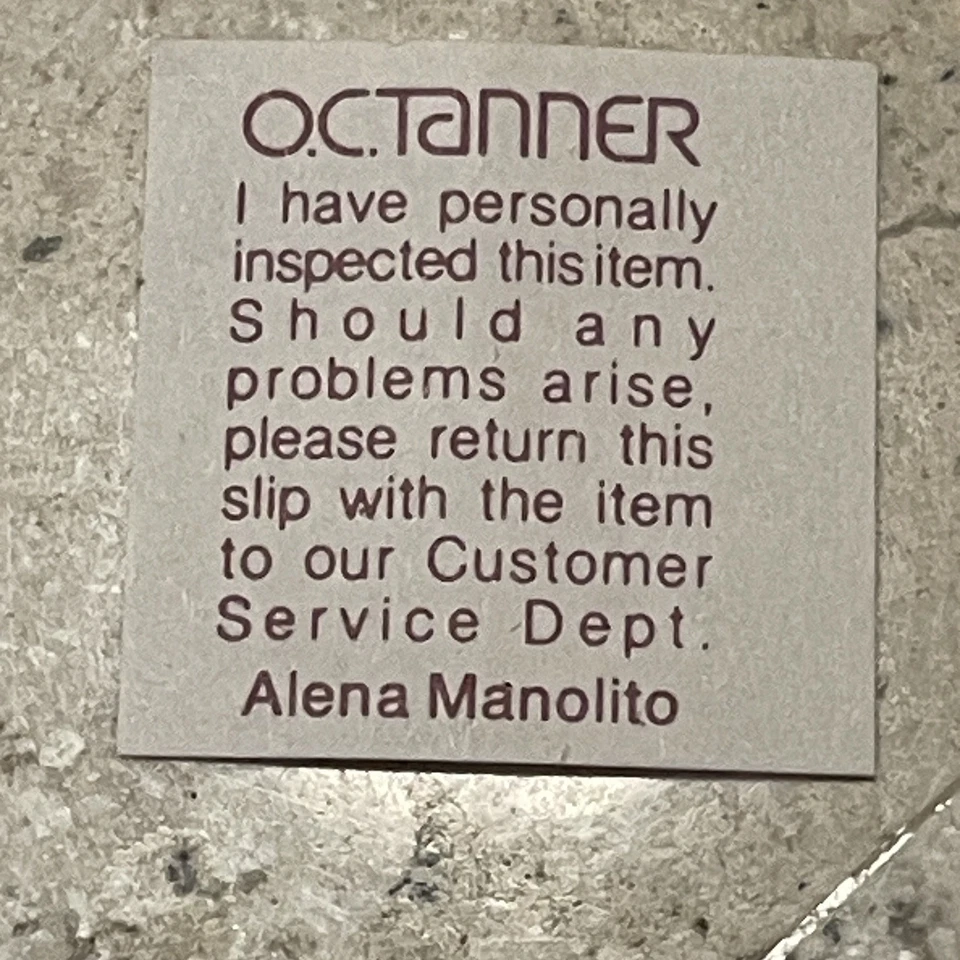 O.C.Tanner
I have personally
inspected this item.
Should any
problems arise,
please return this
slip with the item
to our Customer
Service Dept.
Alena Manolito